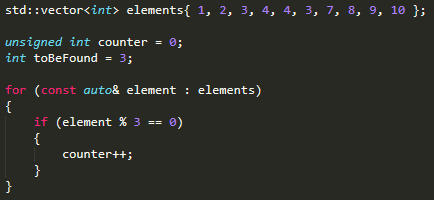 std::vector<int> elements{ 1, 2, 3, 4, 4, 3, 7, 8, 9, 10 };
unsigned int counter = 0;
int toBeFound = 3;
for (const auto& element : elements)
{
if (element % 3 == 0)
{
counter++;
}
}